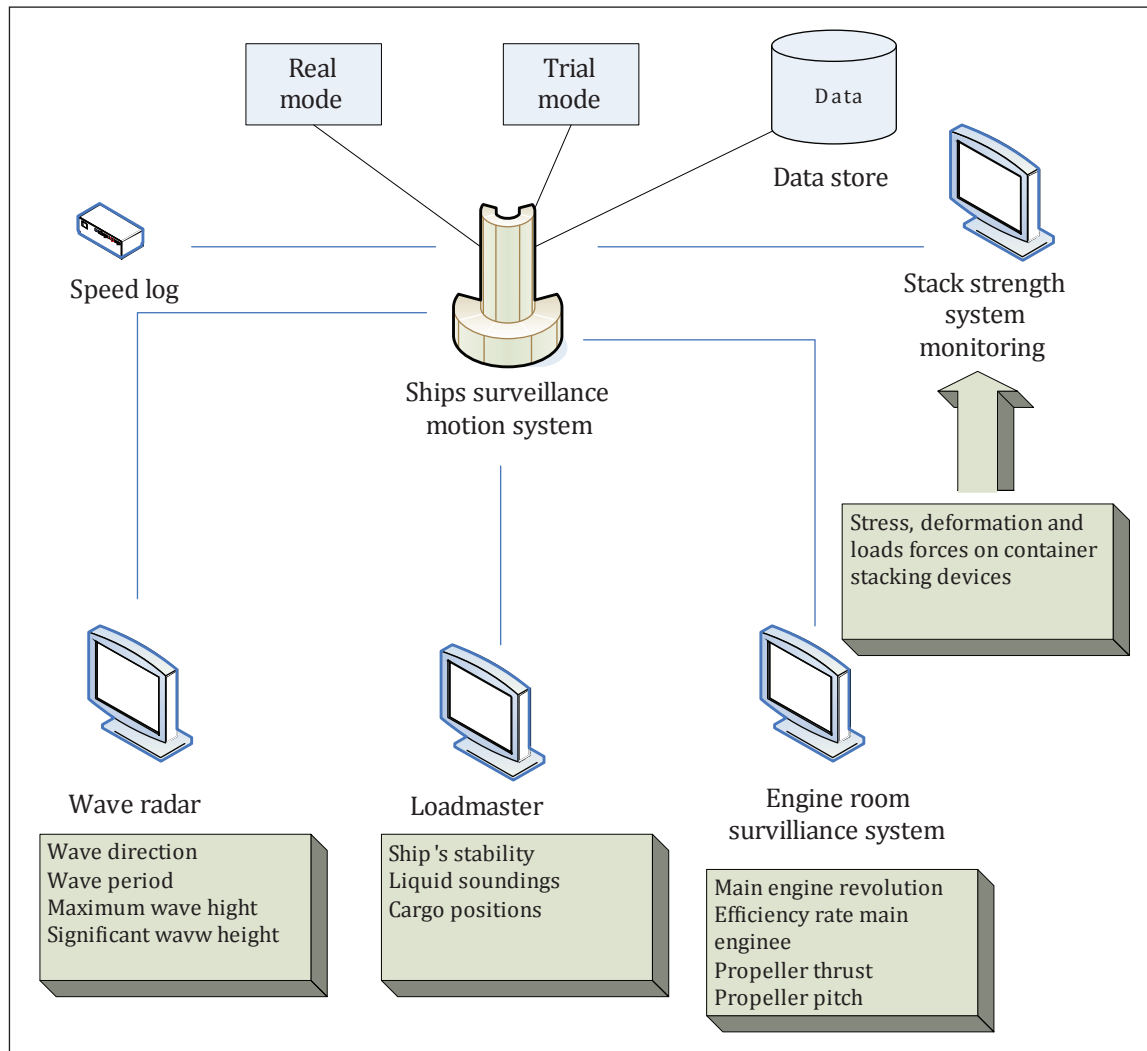 Real
mode
Trial
mode
Data
Data store
Speed log
Stack strength
system
monitoring
Ships surveillance
motion system
Stress, deformation and
loads forces on container
stacking devices
Wave radar
Wave direction
Wave period
Maximum wave hight
Significant wavw height
Loadmaster
Ship's stability
Liquid soundings
Cargo positions
Engine room
survilliance system
Main engine revolution
Efficiency rate main
enginee
Propeller thrust
Propeller pitch